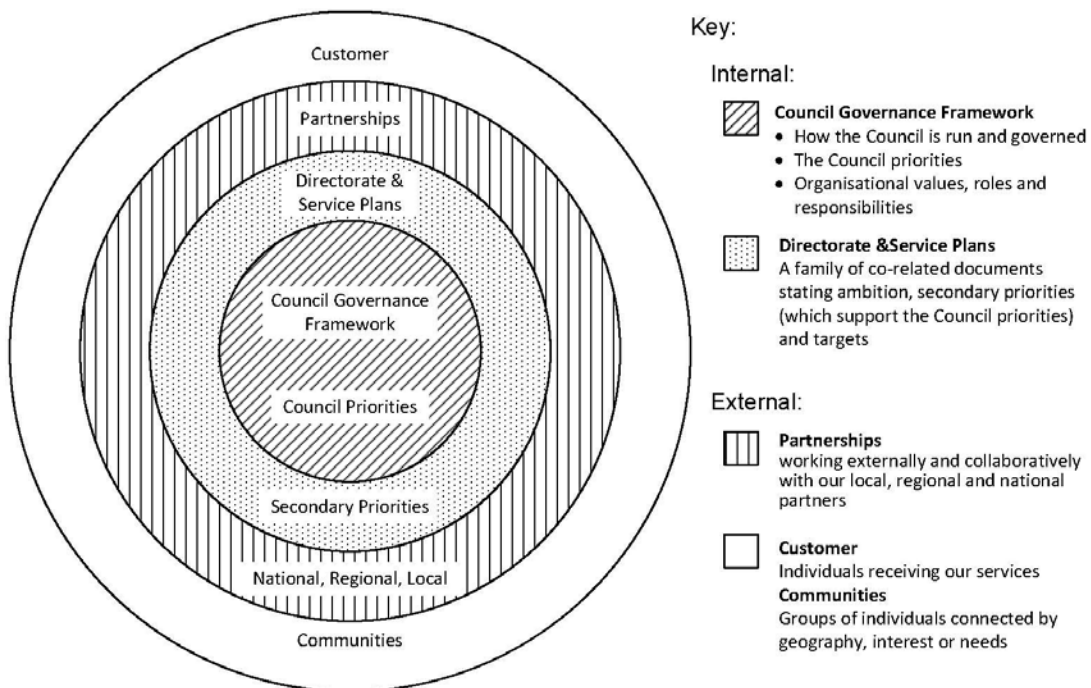 Customer
Partnerships
Directorate &
Service Plans
Council Governance
Framework
Council Priorities
Secondary Priorities
National, Regional, Local
Communities
Key:
Internal:
Council Governance Framework
• How the Council is run and governed
• The Council priorities
• Organisational values, roles and
responsibilities
Directorate &Service Plans
A family of co-related documents
stating ambition, secondary priorities
(which support the Council priorities)
and targets
External:
Partnerships
working externally and collaboratively
with our local, regional and national
partners
Customer
Individuals receiving our services
Communities
Groups of individuals connected by
geography, interest or needs